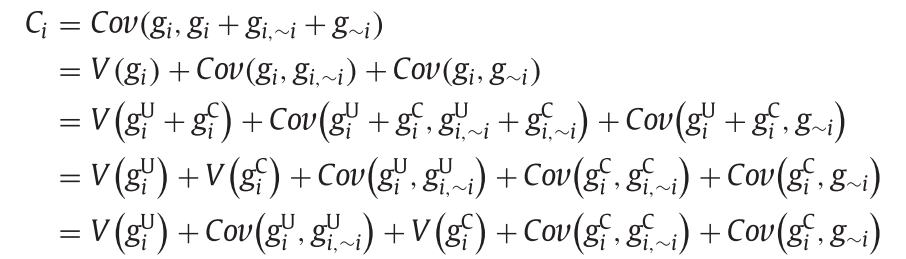 C_i = Cov(g_i, g_i + g_{i,∼i} + g_{∼i})
= V(g_i) + Cov(g_i, g_{i,∼i}) + Cov(g_i, g_{∼i})
= V(g_i^U + g_i^C) + Cov(g_i^U + g_i^C, g_{i,∼i}^U + g_{i,∼i}^C) + Cov(g_i^U + g_i^C, g_{∼i})
= V(g_i^U) + V(g_i^C) + Cov(g_i^U, g_{i,∼i}^U) + Cov(g_i^C, g_{i,∼i}^C) + Cov(g_i^C, g_{∼i})
= V(g_i^U) + Cov(g_i^U, g_{i,∼i}^U) + V(g_i^C) + Cov(g_i^C, g_{i,∼i}^C) + Cov(g_i^C, g_{∼i})